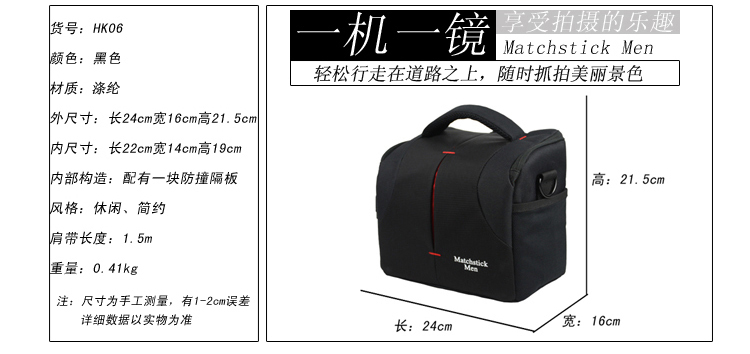 货号：HK06
颜色：黑色
材质：涤纶
外尺寸：长24cm宽16cm高21.5cm
内尺寸：长22cm宽14cm高19cm
内部构造：配有一块防撞隔板
风格：休闲、简约
肩带长度：1.5m
重量：0.41kg
注：尺寸为手工测量，有1-2cm误差
详细数据以实物为准
一机一镜
享受拍摄的乐趣
Matchstick Men
轻松行走在道路之上，随时抓拍美丽景色
高：21.5cm
Matchstick
Men
长：24cm
宽：16cm